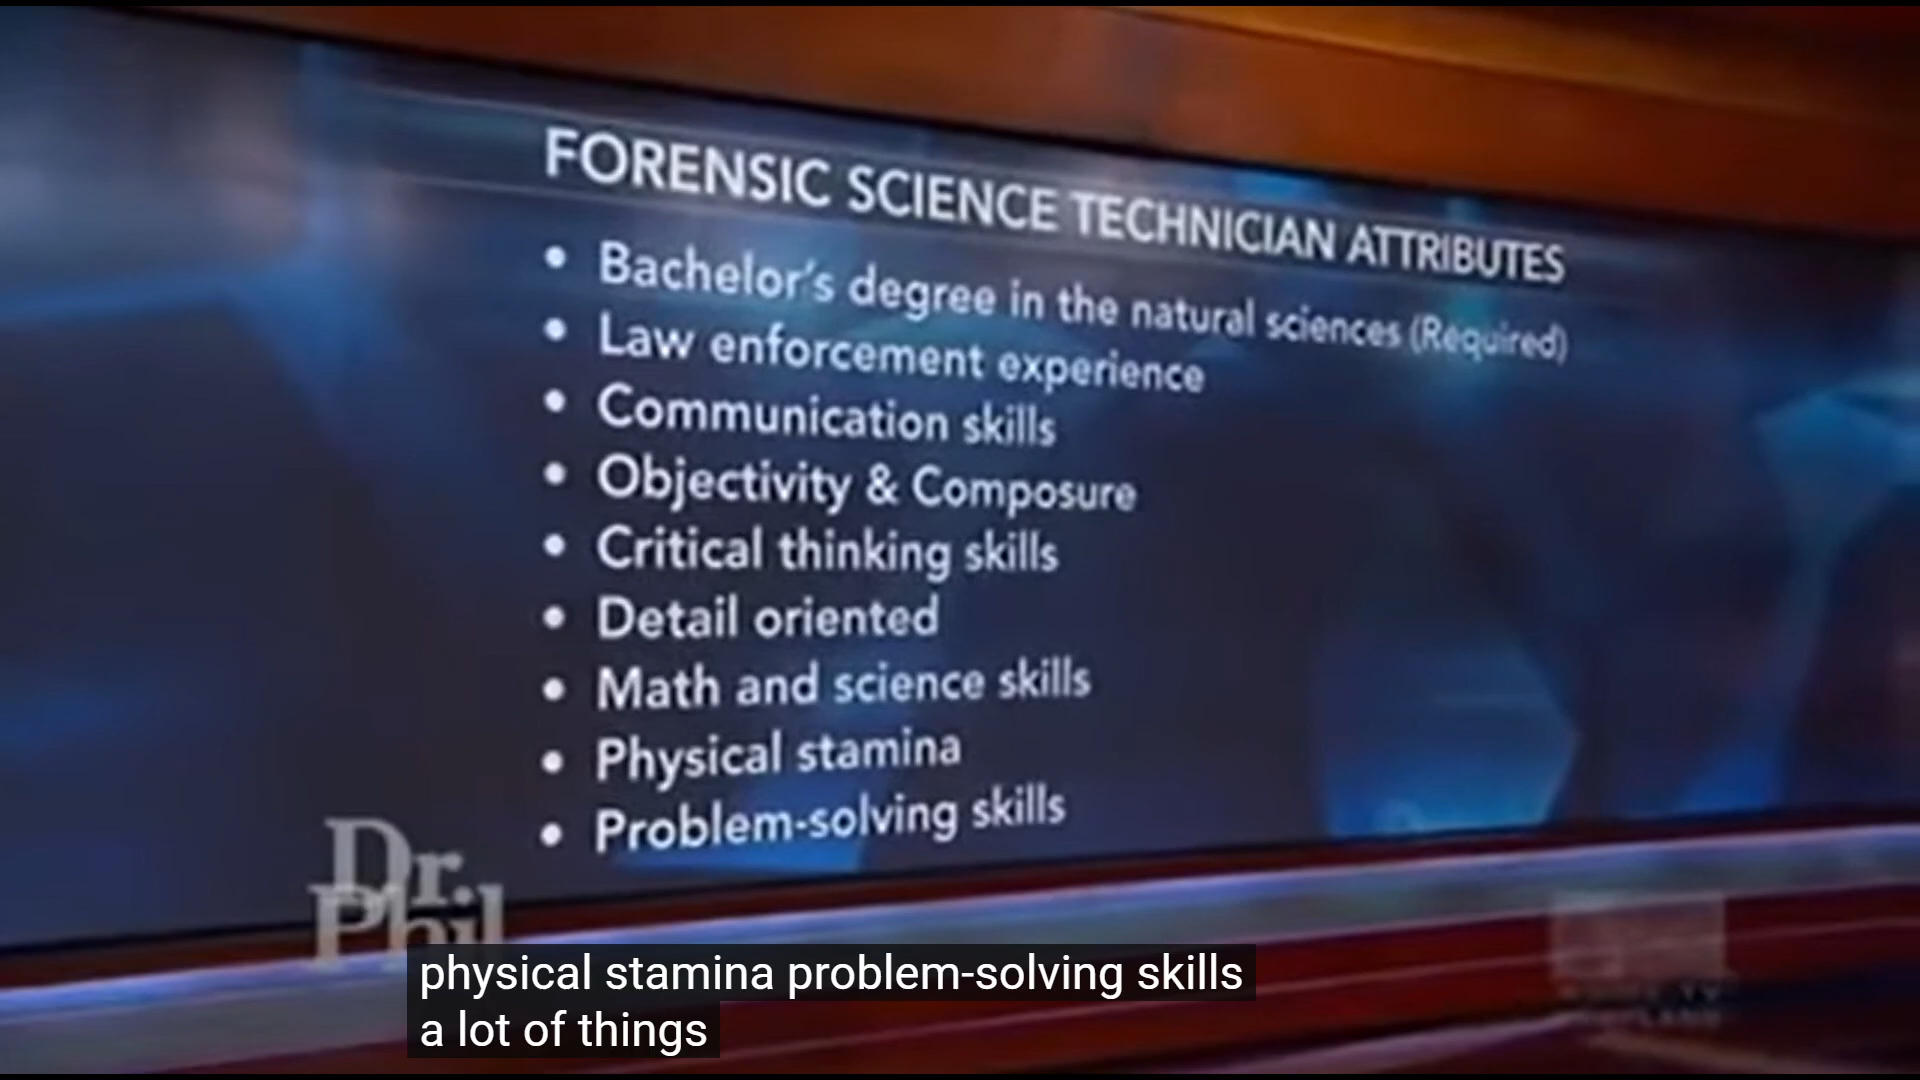 FORENSIC SCIENCE TECHNICIAN ATTRIBUTES
• Bachelor's degree in the natural sciences (Required)
• Law enforcement experience
• Communication skills
• Objectivity & Composure
• Critical thinking skills
• Detail oriented
• Math and science skills
• Physical stamina
• Problem-solving skills
Dr.
Phil
physical stamina problem-solving skills
a lot of things